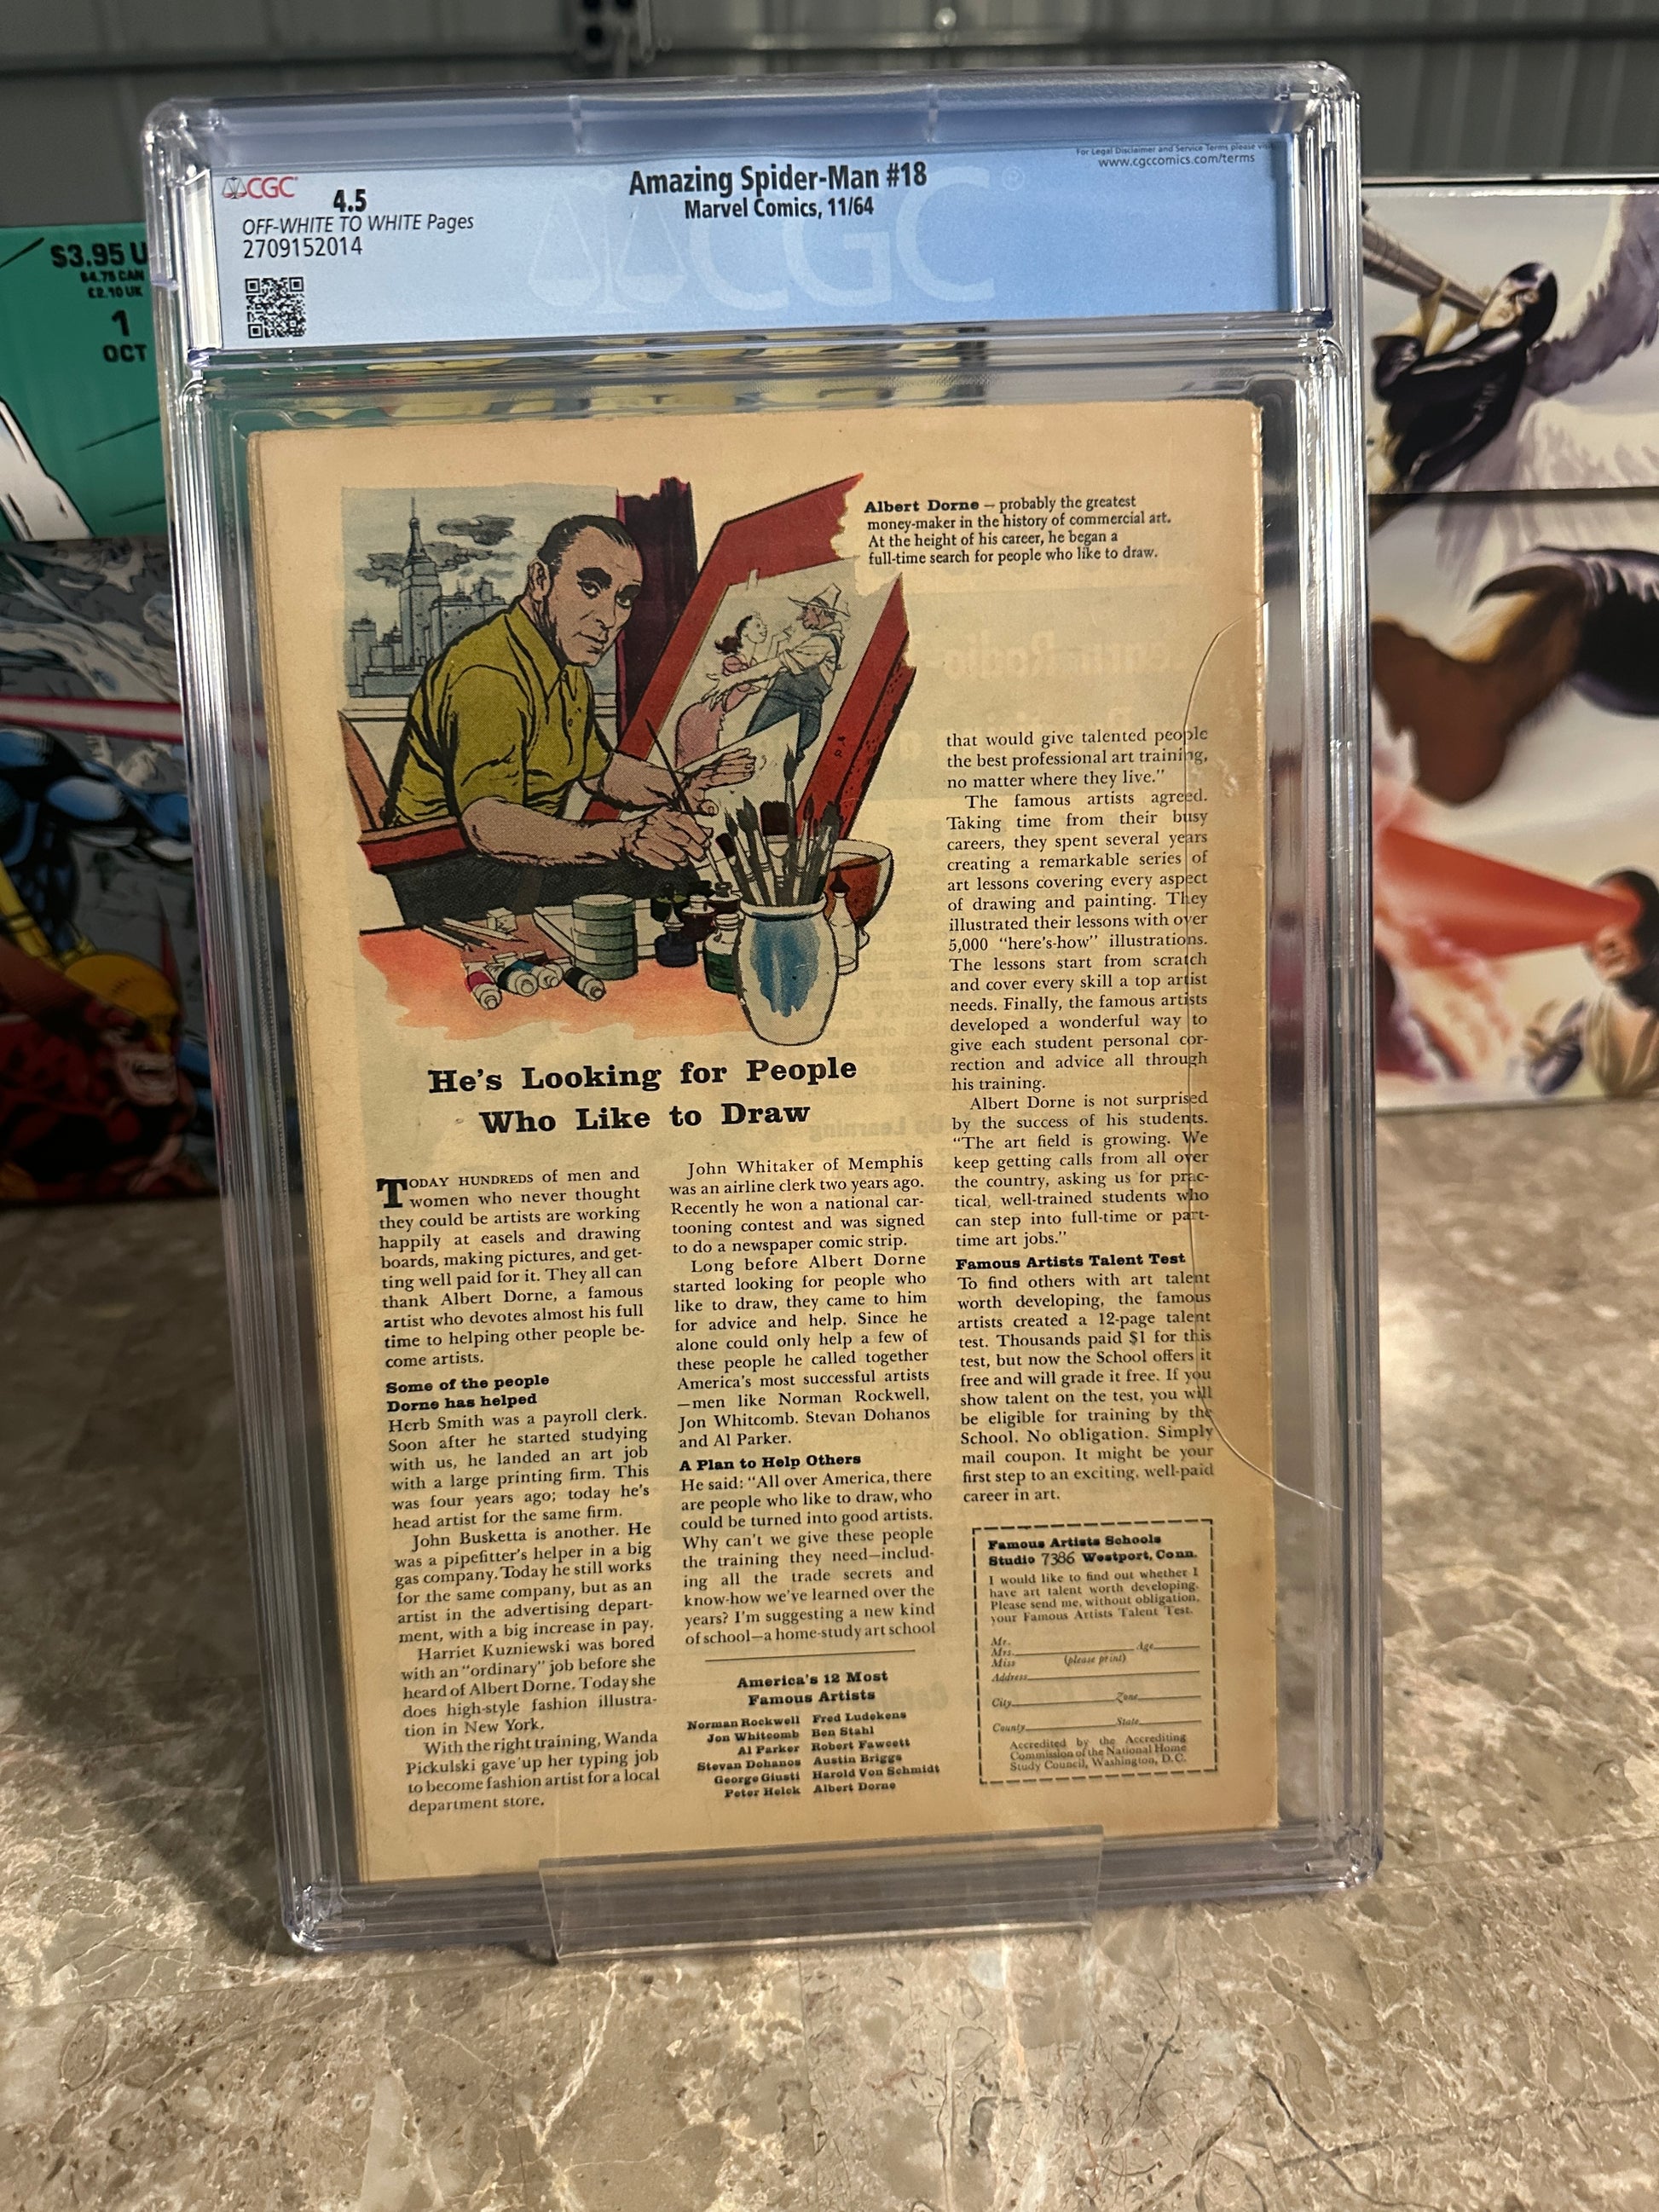 CGC
4.5
OFF-WHITE TO WHITE Pages
2709152014
Amazing Spider-Man #18
Marvel Comics, 11/64
For Legal Disclaimer and Service Terms please visit
www.cgccomics.com/terms
CGC
$3.95 U
$4.75 CAN
£2.10 UK
1
OCT
Albert Dorne – probably the greatest
money-maker in the history of commercial art.
At the height of his career, he began a
full-time search for people who like to draw.
He's Looking for People
Who Like to Draw
TODAY HUNDREDS of men and
women who never thought
they could be artists are working
happily at easels and drawing
boards, making pictures, and get-
ting well paid for it. They all can
thank Albert Dorne, a famous
artist who devotes almost his full
time to helping other people be-
come artists.
Some of the people
Dorne has helped
Herb Smith was a payroll clerk.
Soon after he started studying
with us, he landed an art job
with a large printing firm. This
was four years ago; today he's
head artist for the same firm.
John Busketta is another. He
was a pipefitter's helper in a big
gas company. Today he still works
for the same company, but as an
artist in the advertising depart-
ment, with a big increase in pay.
Harriet Kuzniewski was bored
with an "ordinary" job before she
heard of Albert Dorne. Today she
does high-style fashion illustra-
tion in New York.
With the right training, Wanda
Pickulski gave up her typing job
to become fashion artist for a local
department store.
John Whitaker of Memphis
was an airline clerk two years ago.
Recently he won a national car-
tooning contest and was signed
to do a newspaper comic strip.
Long before Albert Dorne
started looking for people who
like to draw, they came to him
for advice and help. Since he
alone could only help a few of
these people he called together
America's most successful artists
—men like Norman Rockwell,
Jon Whitcomb. Stevan Dohanos
and Al Parker.
A Plan to Help Others
He said: "All over America, there
are people who like to draw, who
could be turned into good artists.
Why can't we give these people
the training they need—includ-
ing all the trade secrets and
know-how we've learned over the
years? I'm suggesting a new kind
of school—a home-study art school
America's 12 Most
Famous Artists
Norman Rockwell Fred Ludekens
Jon Whitcomb Ben Stahl
Al Parker Robert Fawcett
Stevan Dohanos Austin Briggs
George Giusti Harold Von Schmidt
Peter Helck Albert Dorne
that would give talented people
the best professional art training,
no matter where they live."
The famous artists agreed.
Taking time from their busy
careers, they spent several years
creating a remarkable series of
art lessons covering every aspect
of drawing and painting. They
illustrated their lessons with over
5,000 "here's-how" illustrations.
The lessons start from scratch
and cover every skill a top artist
needs. Finally, the famous artists
developed a wonderful way to
give each student personal cor-
rection and advice all through
his training.
Albert Dorne is not surprised
by the success of his students.
"The art field is growing. We
keep getting calls from all over
the country, asking us for prac-
tical, well-trained students who
can step into full-time or part-
time art jobs."
Famous Artists Talent Test
To find others with art talent
worth developing, the famous
artists created a 12-page talent
test. Thousands paid $1 for this
test, but now the School offers it
free and will grade it free. If you
show talent on the test, you will
be eligible for training by the
School. No obligation. Simply
mail coupon. It might be your
first step to an exciting, well-paid
career in art.
Famous Artists Schools
Studio 7386 Westport, Conn.
I would like to find out whether I
have art talent worth developing.
Please send me, without obligation,
your Famous Artists Talent Test.
Mr.
Mrs. Age
Miss (please print)
Address
City Zone
County State
Accredited by the Accrediting
Commission of the National Home
Study Council, Washington, D.C.